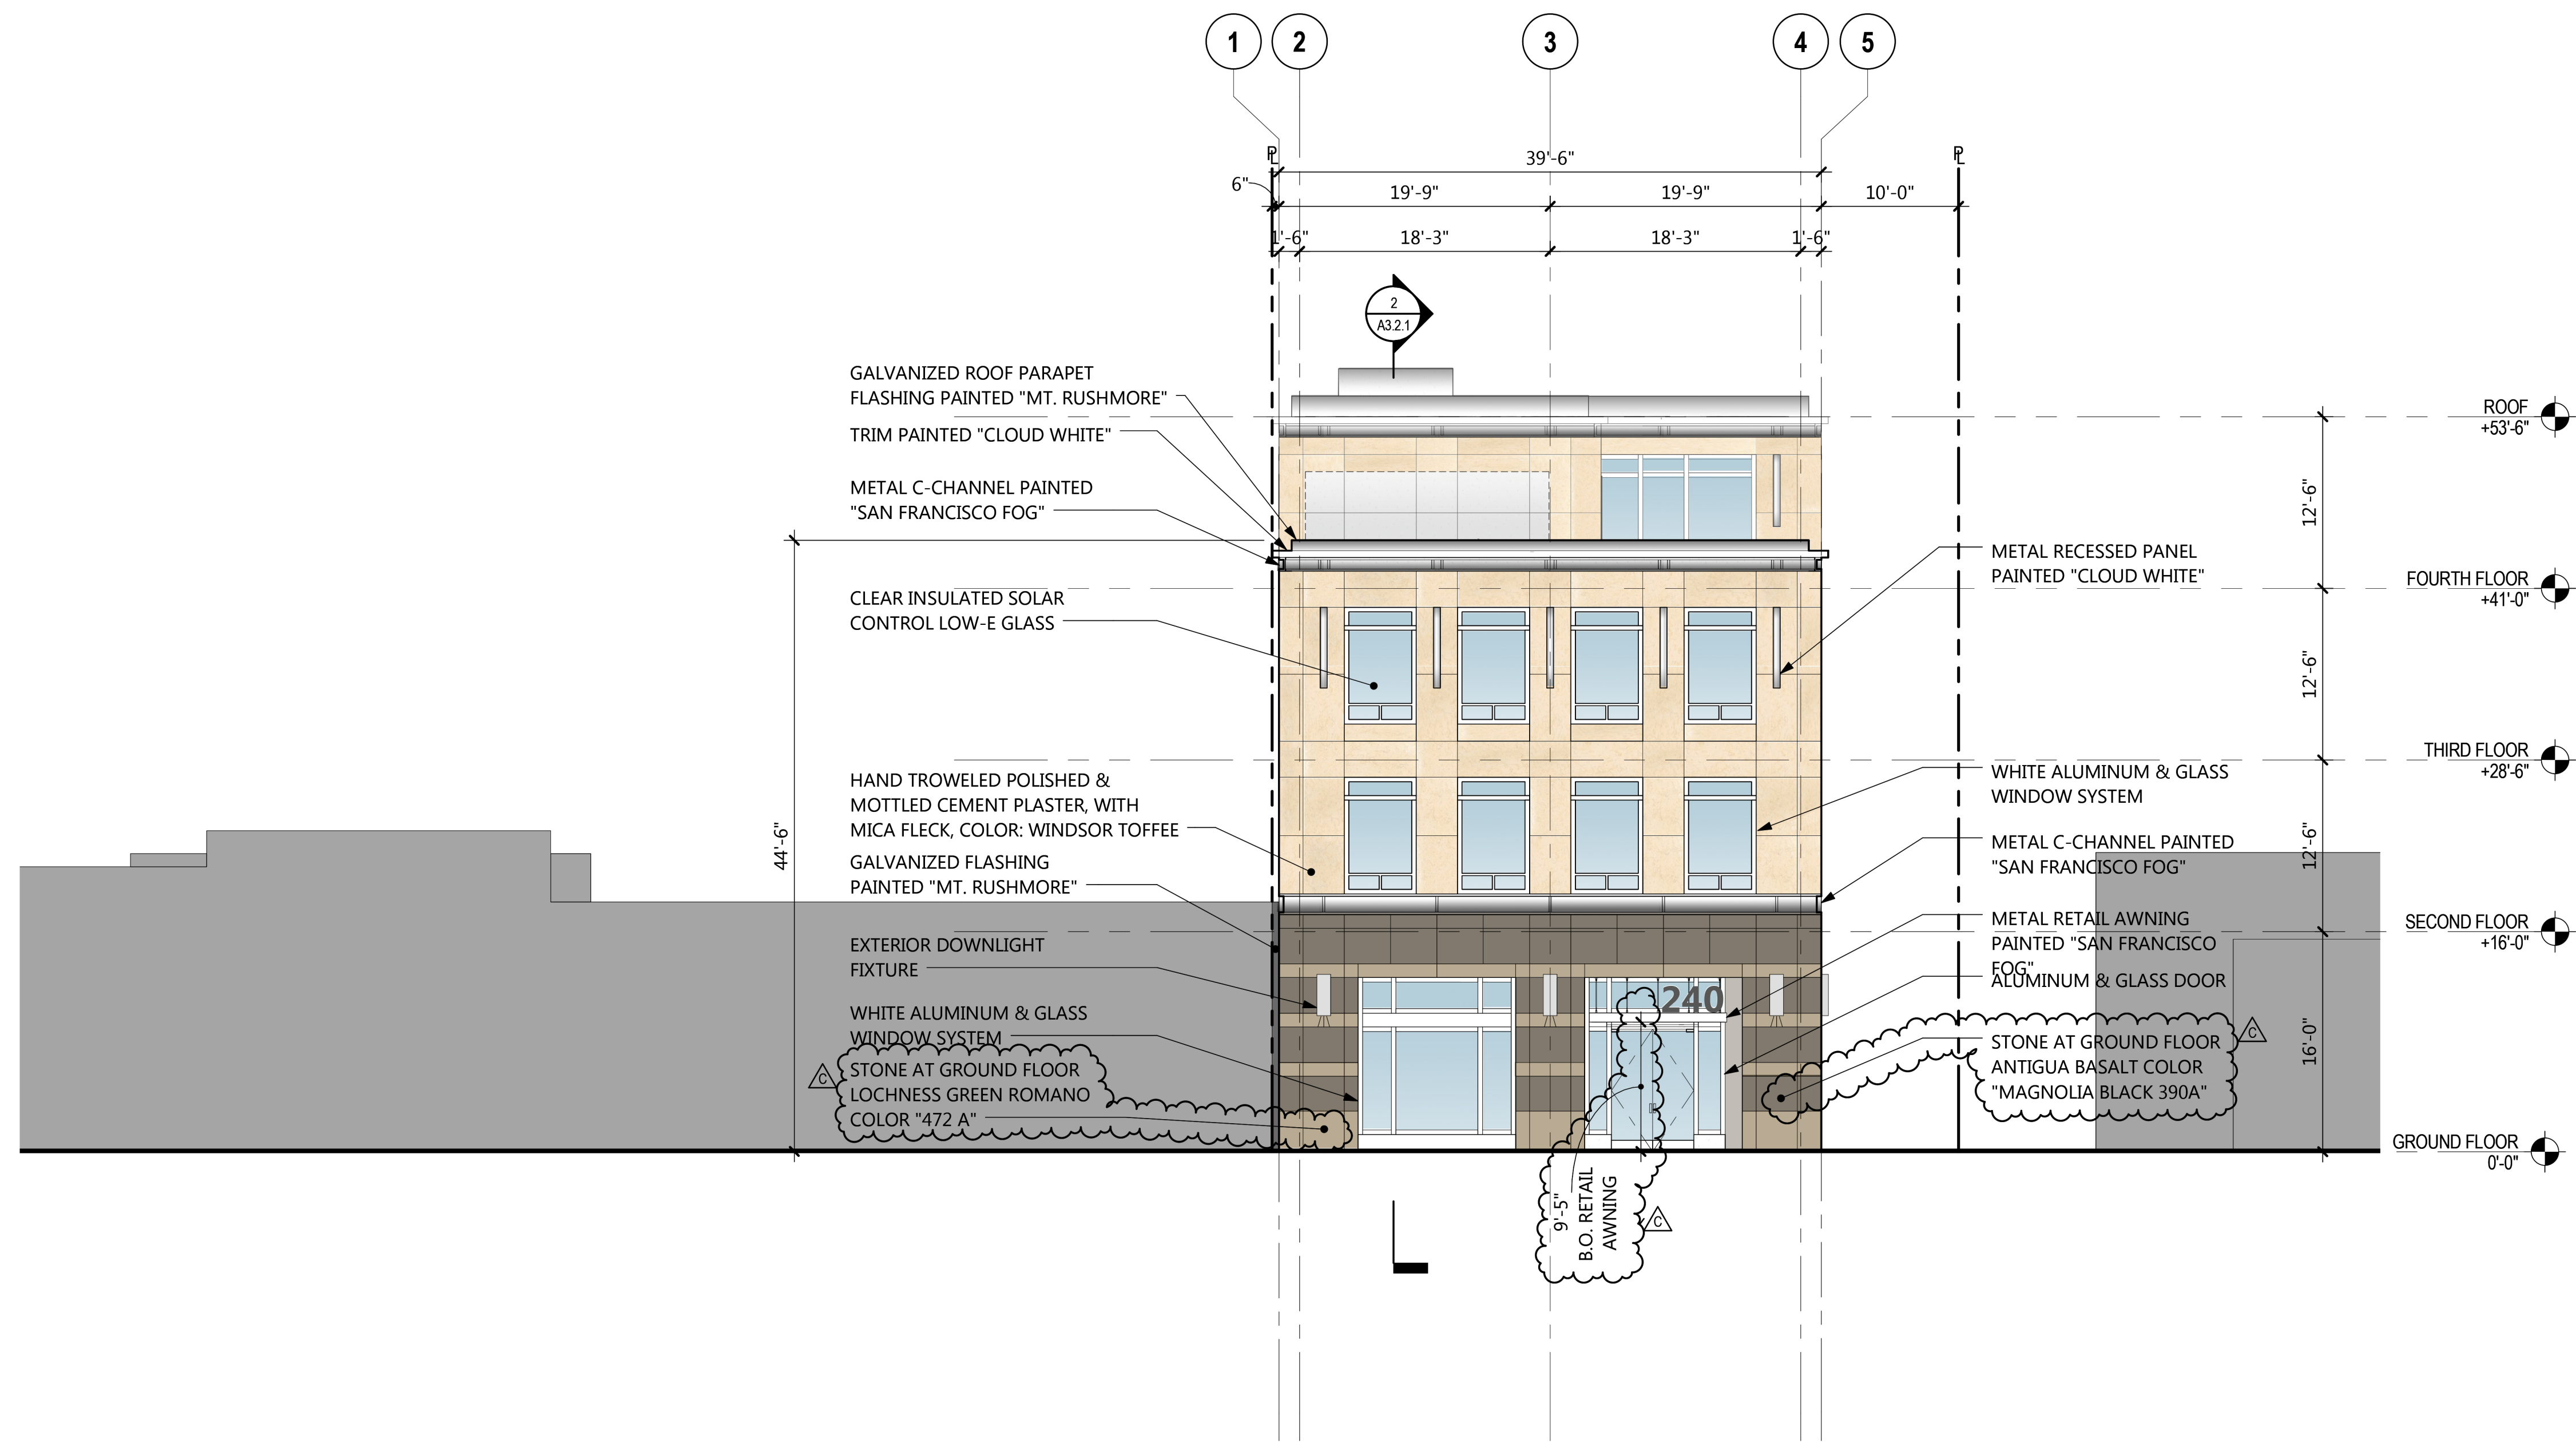 1
2
3
4
5
PL
PL
39'-6"
6"
19'-9"
19'-9"
10'-0"
1'-6"
18'-3"
18'-3"
1'-6"
2
A3.2.1
GALVANIZED ROOF PARAPET
FLASHING PAINTED "MT. RUSHMORE"
TRIM PAINTED "CLOUD WHITE"
METAL C-CHANNEL PAINTED
"SAN FRANCISCO FOG"
CLEAR INSULATED SOLAR
CONTROL LOW-E GLASS
HAND TROWELED POLISHED &
MOTTLED CEMENT PLASTER, WITH
MICA FLECK, COLOR: WINDSOR TOFFEE
GALVANIZED FLASHING
PAINTED "MT. RUSHMORE"
EXTERIOR DOWNLIGHT
FIXTURE
WHITE ALUMINUM & GLASS
WINDOW SYSTEM
C
STONE AT GROUND FLOOR
LOCHNESS GREEN ROMANO
COLOR "472 A"
44'-6"
240
9'-5"
B.O. RETAIL
AWNING
C
METAL RECESSED PANEL
PAINTED "CLOUD WHITE"
WHITE ALUMINUM & GLASS
WINDOW SYSTEM
METAL C-CHANNEL PAINTED
"SAN FRANCISCO FOG"
METAL RETAIL AWNING
PAINTED "SAN FRANCISCO
FOG"
ALUMINUM & GLASS DOOR
STONE AT GROUND FLOOR
ANTIGUA BASALT COLOR
"MAGNOLIA BLACK 390A"
C
12'-6"
12'-6"
12'-6"
16'-0"
ROOF
+53'-6"
FOURTH FLOOR
+41'-0"
THIRD FLOOR
+28'-6"
SECOND FLOOR
+16'-0"
GROUND FLOOR
0'-0"